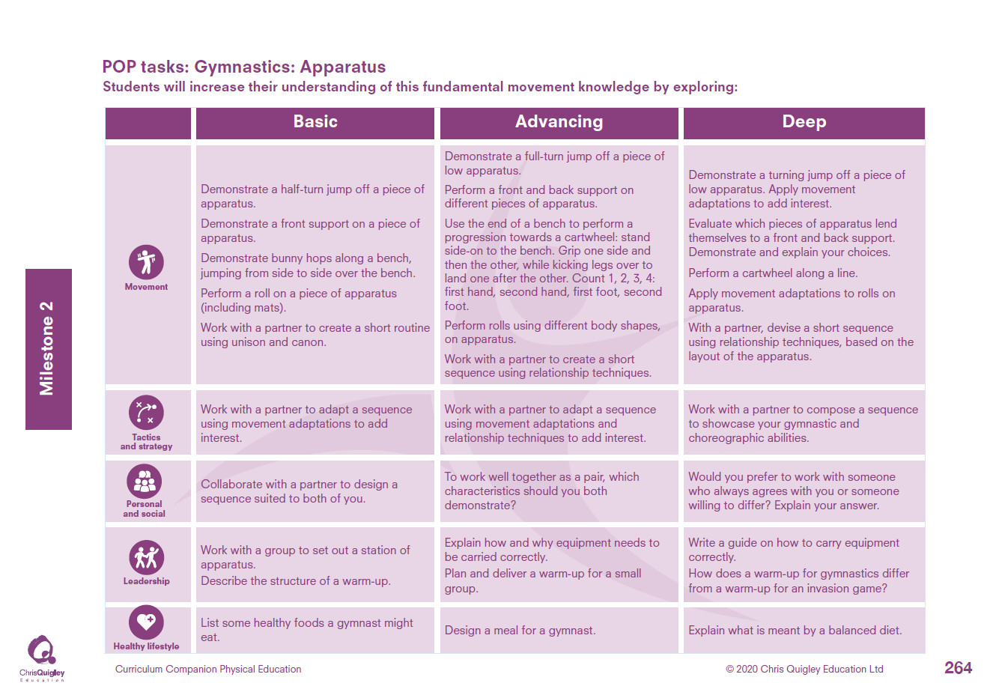 POP tasks: Gymnastics: Apparatus
Students will increase their understanding of this fundamental movement knowledge by exploring:
Basic
Advancing
Deep
Movement
Demonstrate a half-turn jump off a piece of
apparatus.
Demonstrate a front support on a piece of
apparatus.
Demonstrate bunny hops along a bench,
jumping from side to side over the bench.
Perform a roll on a piece of apparatus
(including mats).
Work with a partner to create a short routine
using unison and canon.
Demonstrate a full-turn jump off a piece of
low apparatus.
Perform a front and back support on
different pieces of apparatus.
Use the end of a bench to perform a
progression towards a cartwheel: stand
side-on to the bench. Grip one side and
then the other, while kicking legs over to
land one after the other. Count 1, 2, 3, 4:
first hand, second hand, first foot, second
foot.
Perform rolls using different body shapes,
on apparatus.
Work with a partner to create a short
sequence using relationship techniques.
Demonstrate a turning jump off a piece of
low apparatus. Apply movement
adaptations to add interest.
Evaluate which pieces of apparatus lend
themselves to a front and back support.
Demonstrate and explain your choices.
Perform a cartwheel along a line.
Apply movement adaptations to rolls on
apparatus.
With a partner, devise a short sequence
using relationship techniques, based on the
layout of the apparatus.
Tactics
and strategy
Work with a partner to adapt a sequence
using movement adaptations to add
interest.
Work with a partner to adapt a sequence
using movement adaptations and
relationship techniques to add interest.
Work with a partner to compose a sequence
to showcase your gymnastic and
choreographic abilities.
Personal
and social
Collaborate with a partner to design a
sequence suited to both of you.
To work well together as a pair, which
characteristics should you both
demonstrate?
Would you prefer to work with someone
who always agrees with you or someone
willing to differ? Explain your answer.
Leadership
Work with a group to set out a station of
apparatus.
Describe the structure of a warm-up.
Explain how and why equipment needs to
be carried correctly.
Plan and deliver a warm-up for a small
group.
Write a guide on how to carry equipment
correctly.
How does a warm-up for gymnastics differ
from a warm-up for an invasion game?
Healthy lifestyle
List some healthy foods a gymnast might
eat.
Design a meal for a gymnast.
Explain what is meant by a balanced diet.
Milestone 2
ChrisQuigley
Education
Curriculum Companion Physical Education
© 2020 Chris Quigley Education Ltd
264